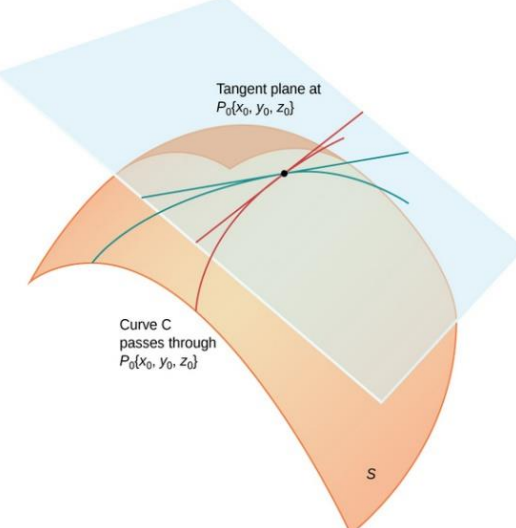 Tangent plane at
P₀{x₀, y₀, z₀}
Curve C
passes through
P₀{x₀, y₀, z₀}
S